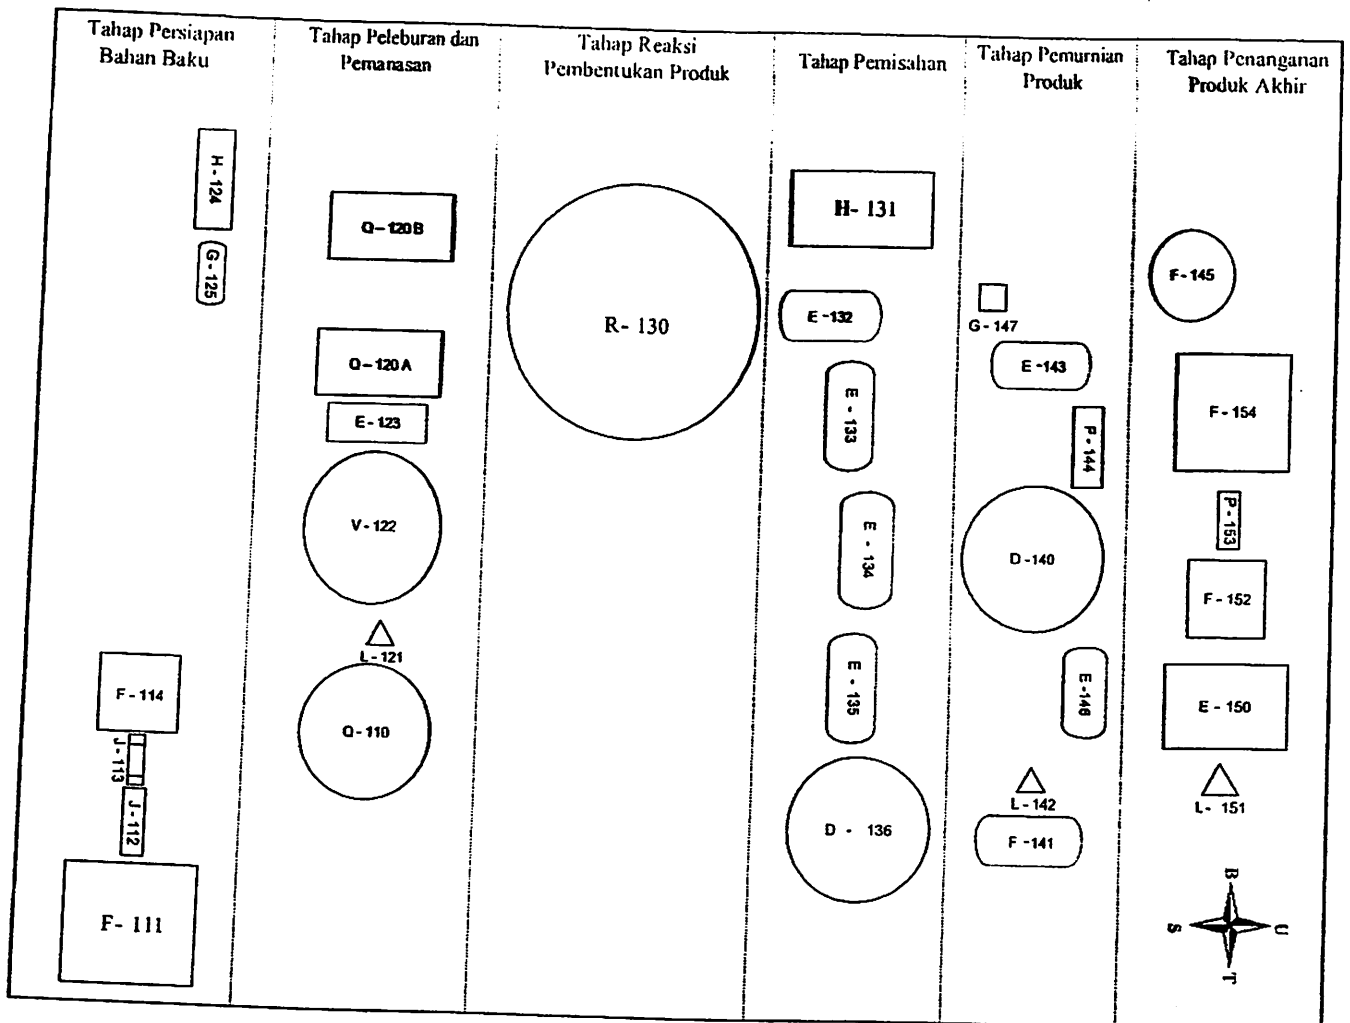 Tahap Persiapan
Bahan Baku
H - 124
G - 125
F - 114
J - 113
J - 112
F- 111
Tahap Peleburan dan
Pemanasan
Q - 120B
Q - 120A
E - 123
V - 122
L - 121
Q - 110
Tahap Reaksi
Pembentukan Produk
R- 130
Tahap Pemisahan
H- 131
E -132
E - 133
E - 134
E - 135
D - 136
Tahap Pemurnian
Produk
G - 147
E -143
P - 144
D -140
E -146
L - 142
F -141
Tahap Penanganan
Produk Akhir
F - 145
F - 154
P - 153
F - 152
E - 150
L - 151
B
S
U
T